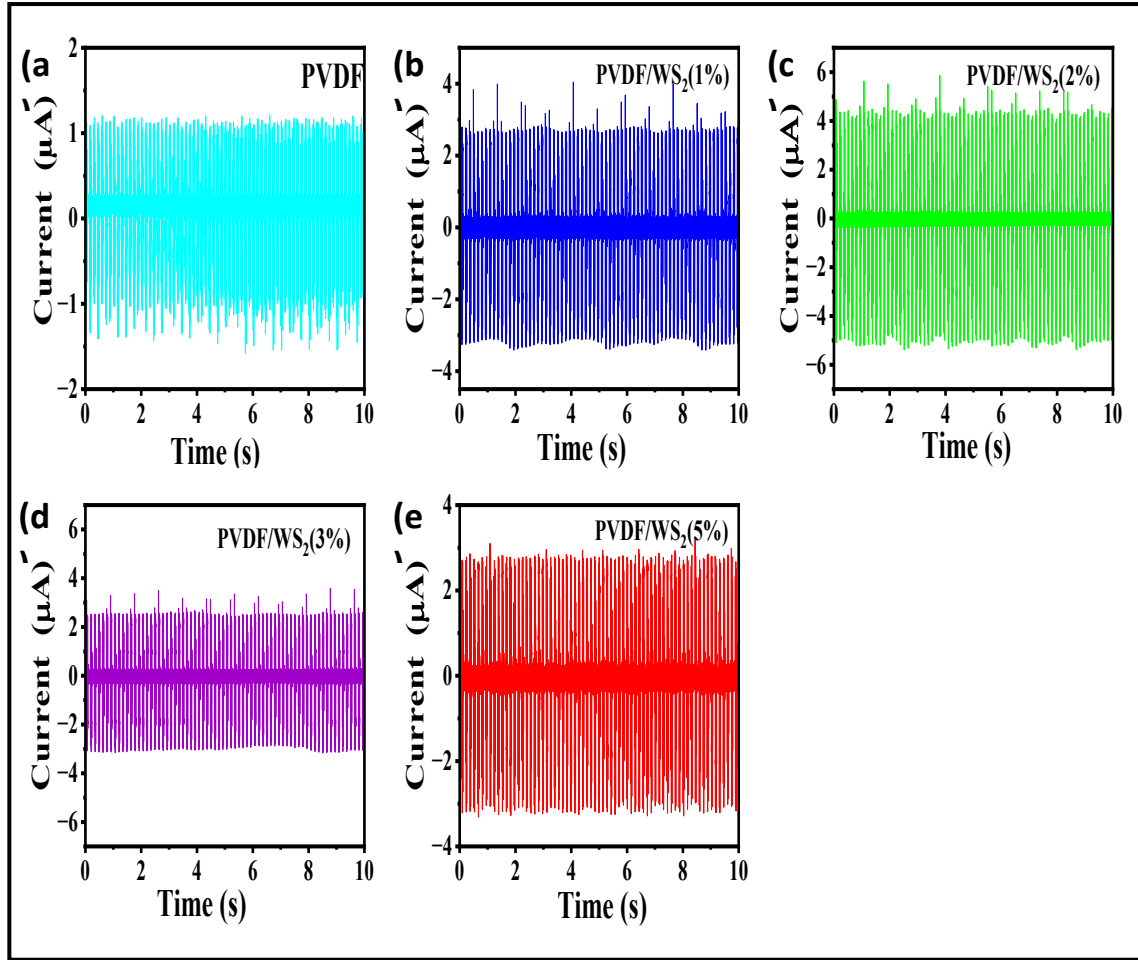 (a
PVDF
2
1
0
−1
−2
Current (μA)`
0 2 4 6 8 10
Time (s)
(b
PVDF/WS₂(1%)
4
2
0
−2
−4
Current (μA)`
0 2 4 6 8 10
Time (s)
(c
PVDF/WS₂(2%)
6
4
2
0
−2
−4
−6
Current (μA)`
0 2 4 6 8 10
Time (s)
(d
PVDF/WS₂(3%)
6
4
2
0
−2
−4
−6
Current (μA)`
0 2 4 6 8 10
Time (s)
(e
PVDF/WS₂(5%)
4
2
0
−2
−4
Current (μA)`
0 2 4 6 8 10
Time (s)